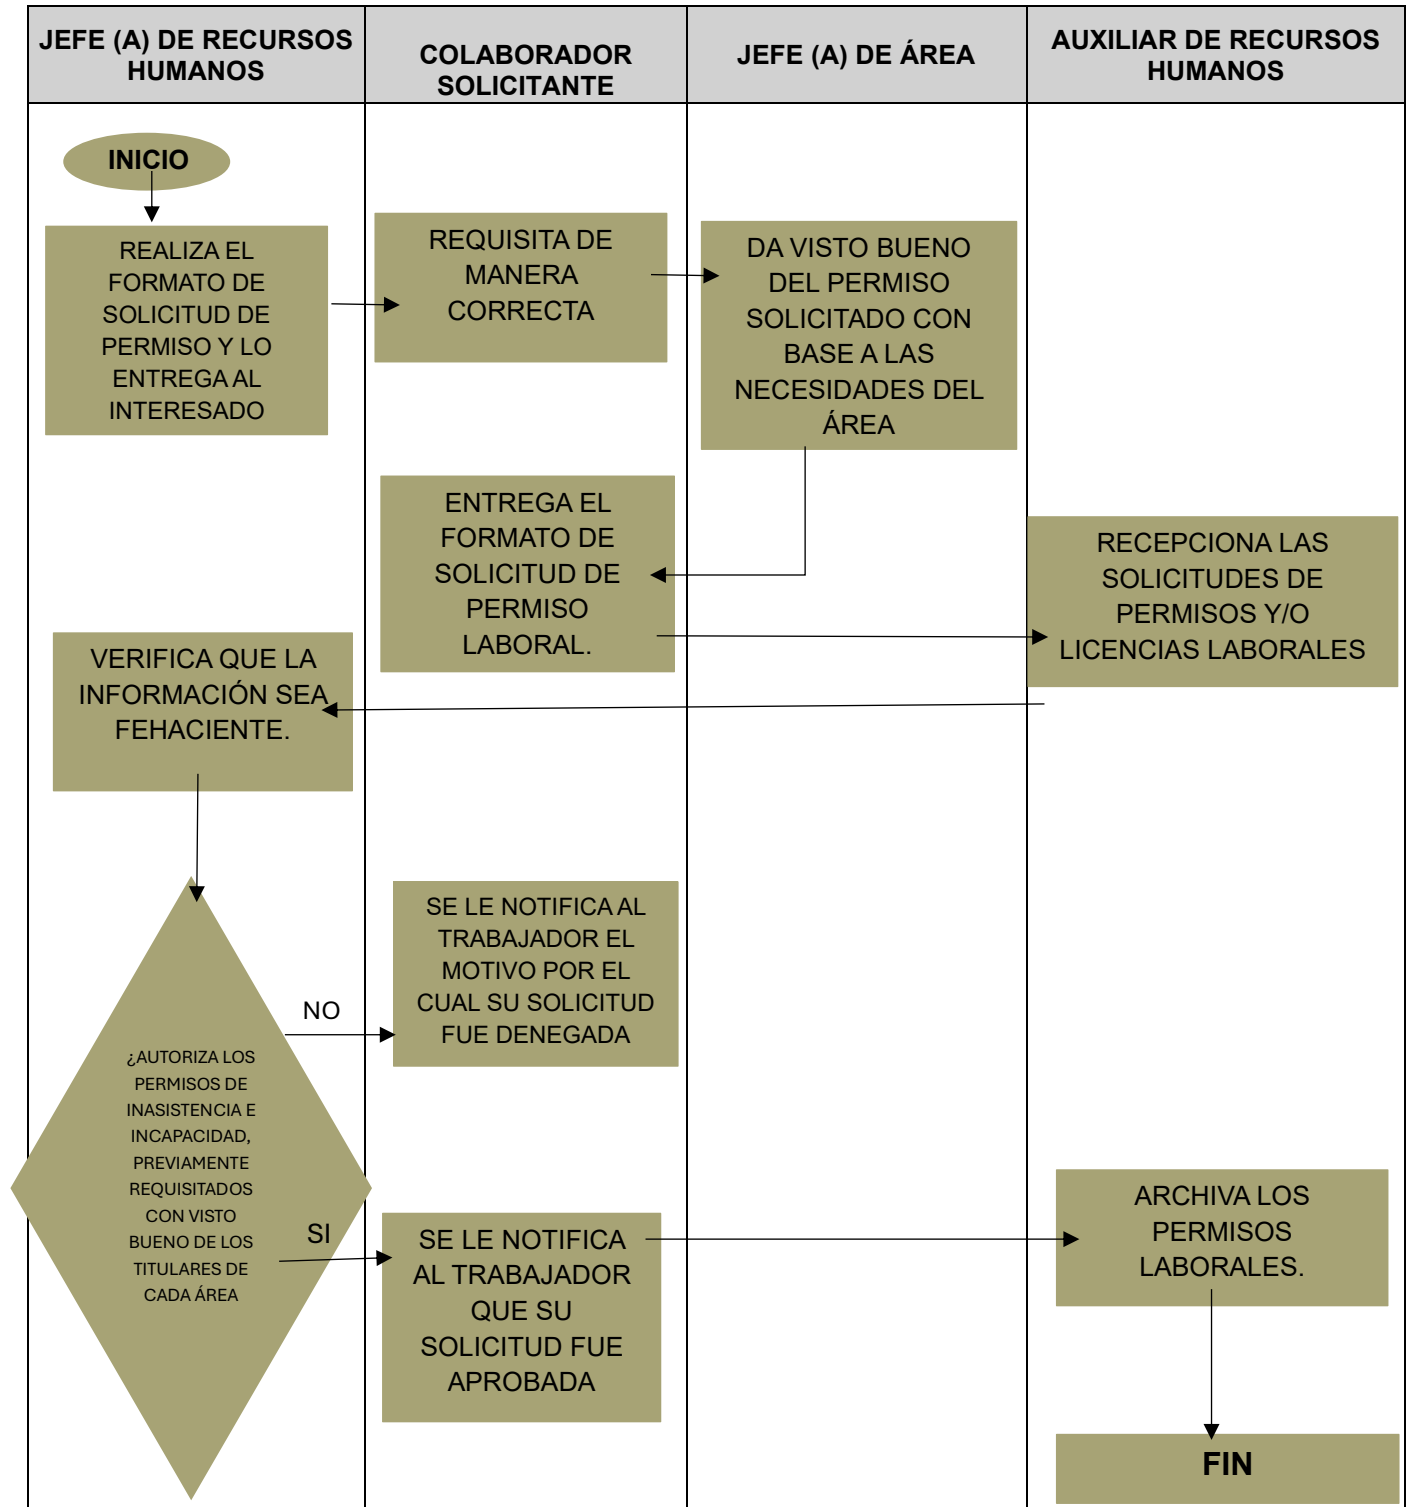 JEFE (A) DE RECURSOS
HUMANOS
COLABORADOR
SOLICITANTE
JEFE (A) DE ÁREA
AUXILIAR DE RECURSOS
HUMANOS
INICIO
REALIZA EL
FORMATO DE
SOLICITUD DE
PERMISO Y LO
ENTREGA AL
INTERESADO
REQUISITA DE
MANERA
CORRECTA
DA VISTO BUENO
DEL PERMISO
SOLICITADO CON
BASE A LAS
NECESIDADES DEL
ÁREA
ENTREGA EL
FORMATO DE
SOLICITUD DE
PERMISO
LABORAL.
RECEPCIONA LAS
SOLICITUDES DE
PERMISOS Y/O
LICENCIAS LABORALES
VERIFICA QUE LA
INFORMACIÓN SEA
FEHACIENTE.
¿AUTORIZA LOS
PERMISOS DE
INASISTENCIA E
INCAPACIDAD,
PREVIAMENTE
REQUISITADOS
CON VISTO
BUENO DE LOS
TITULARES DE
CADA ÁREA
NO
SE LE NOTIFICA AL
TRABAJADOR EL
MOTIVO POR EL
CUAL SU SOLICITUD
FUE DENEGADA
SI
SE LE NOTIFICA
AL TRABAJADOR
QUE SU
SOLICITUD FUE
APROBADA
ARCHIVA LOS
PERMISOS
LABORALES.
FIN